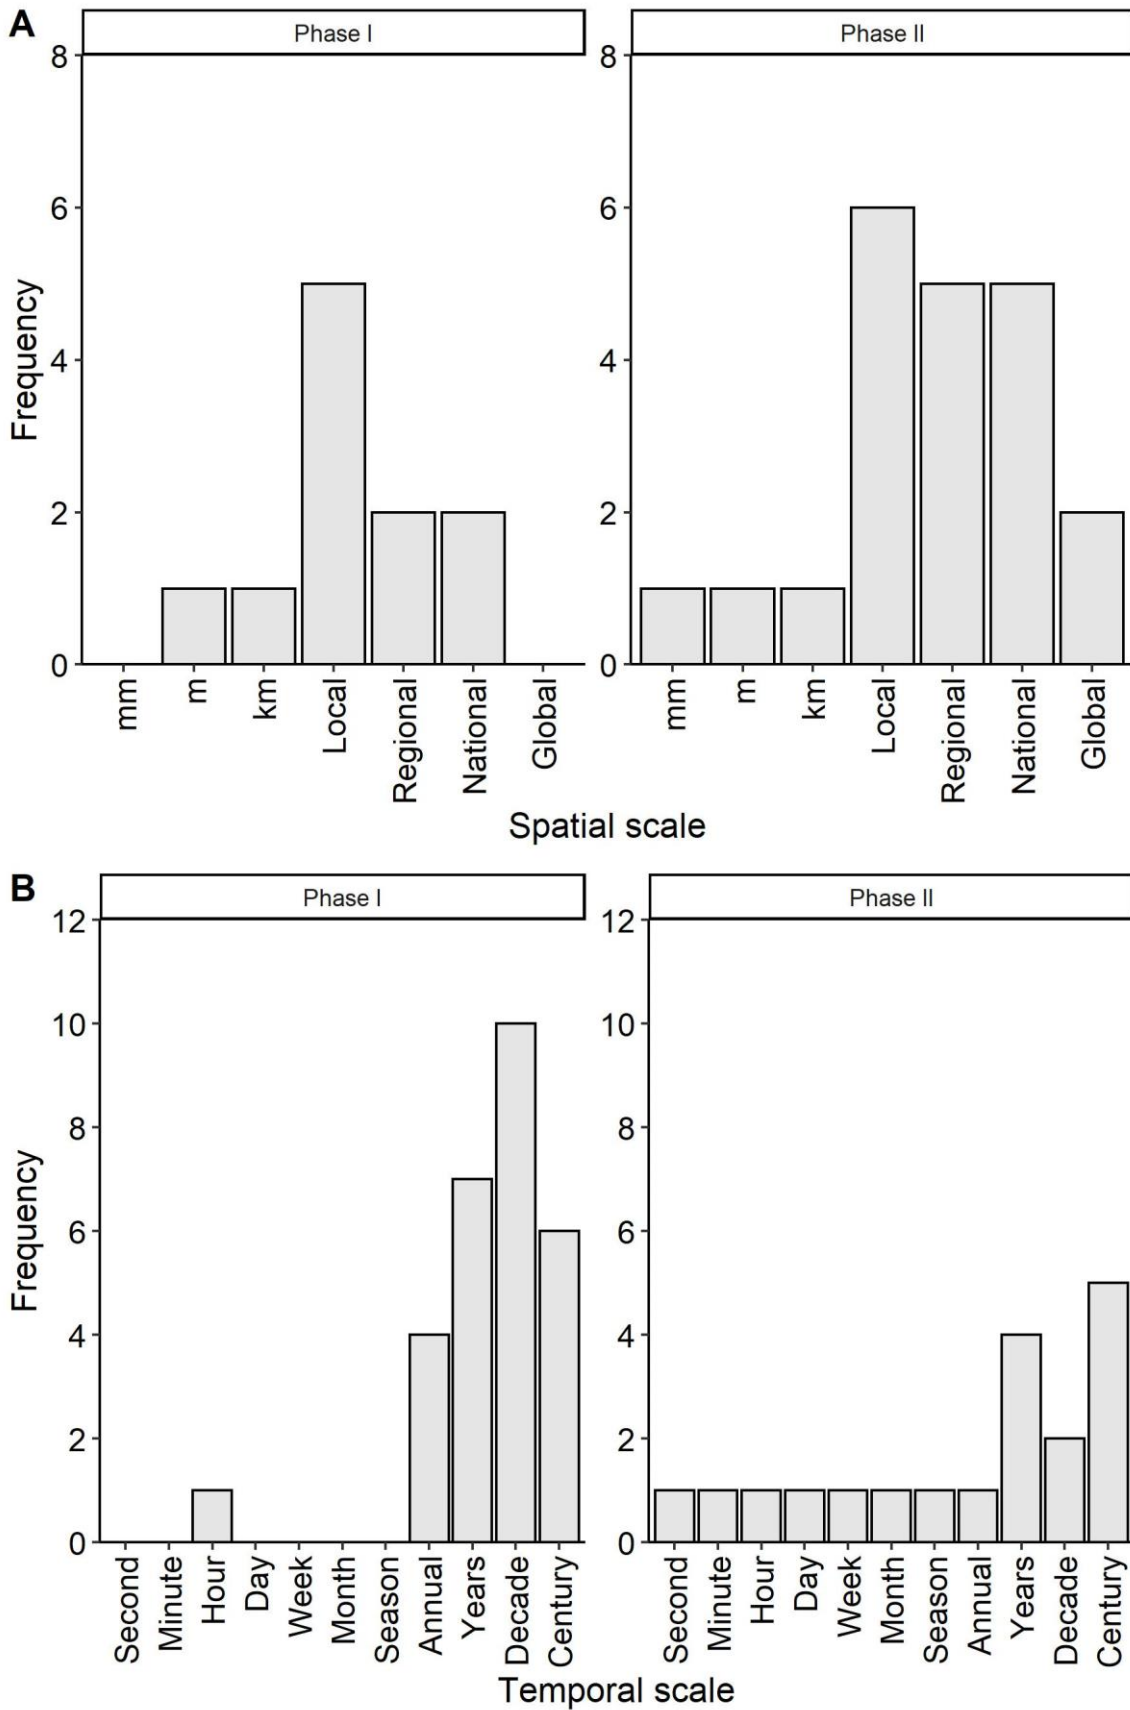 A
Phase I
Phase II
8
6
4
2
0
8
6
4
2
0
Frequency
mm
m
km
Local
Regional
National
Global
mm
m
km
Local
Regional
National
Global
Spatial scale
B
Phase I
Phase II
12
10
8
6
4
2
0
12
10
8
6
4
2
0
Frequency
Second
Minute
Hour
Day
Week
Month
Season
Annual
Years
Decade
Century
Second
Minute
Hour
Day
Week
Month
Season
Annual
Years
Decade
Century
Temporal scale